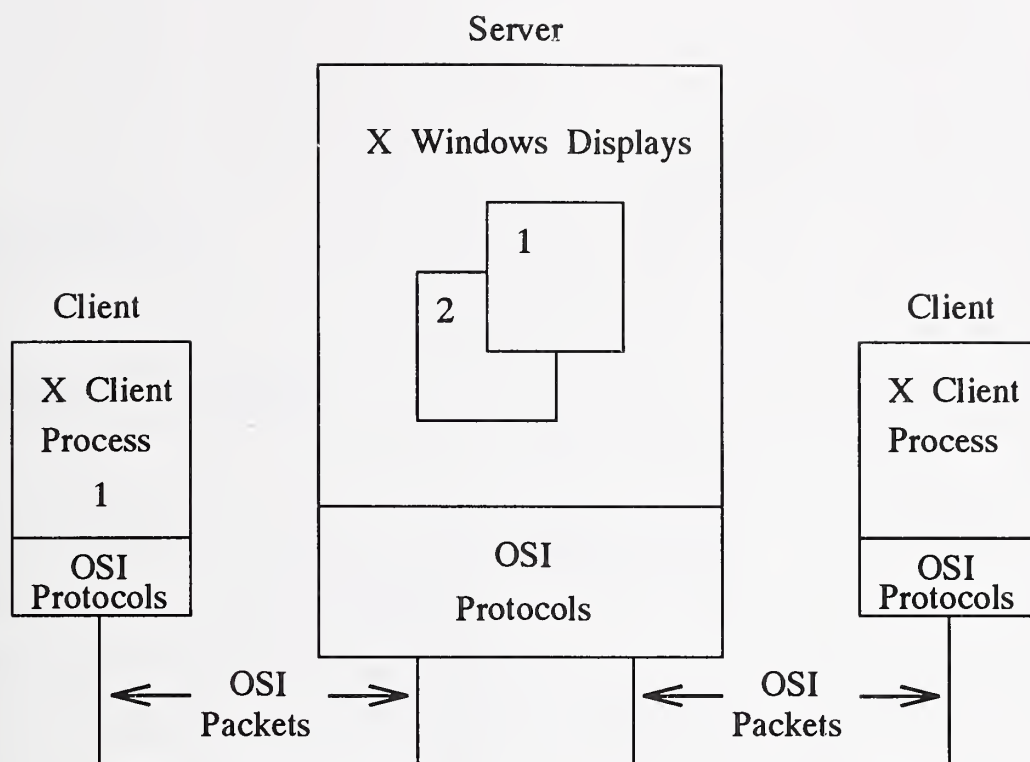 Server
X Windows Displays
1
2
Client
X Client
Process
1
OSI
Protocols
OSI
Protocols
Client
X Client
Process
OSI
Protocols
OSI
Packets
OSI
Packets